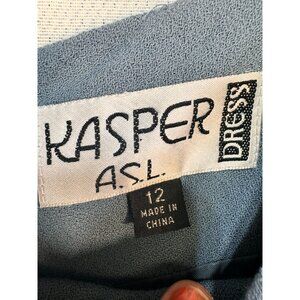 KASPER
DRESS
A.S.L.
12
MADE IN
CHINA